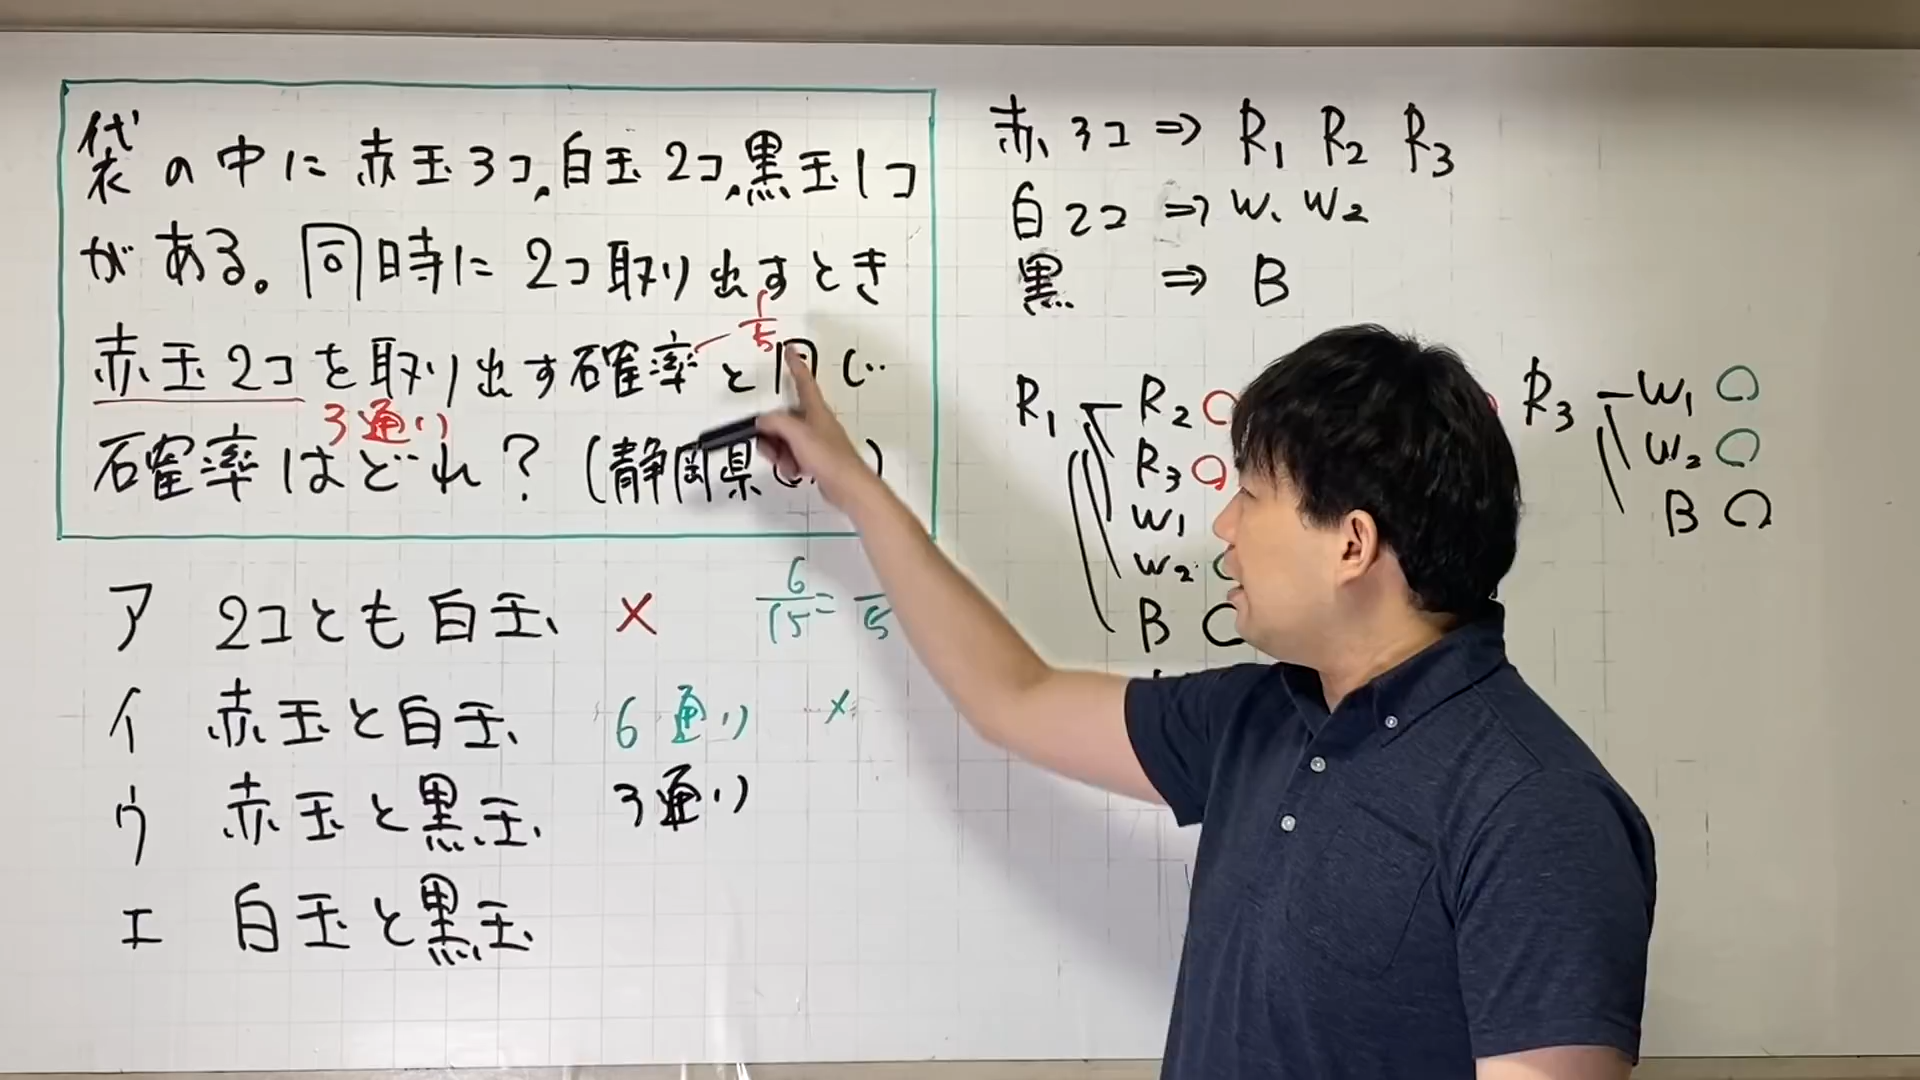 袋の中に赤玉3コ,白玉2コ,黒玉1コ
がある。同時に2コ取り出すとき
1/5
赤玉2コを取り出す確率と同じ
3通り
確率はどれ？(静岡県
ア 2コとも白玉 ×
6/15=
5
イ 赤玉と白玉 6通り ×
ウ 赤玉と黒玉 3通り
エ 白玉と黒玉
赤3コ⇒R1 R2 R3
白2コ⇒W1 W2
黒⇒B
R1 R2
R3
W1
W2
B
R3 W1
W2
B